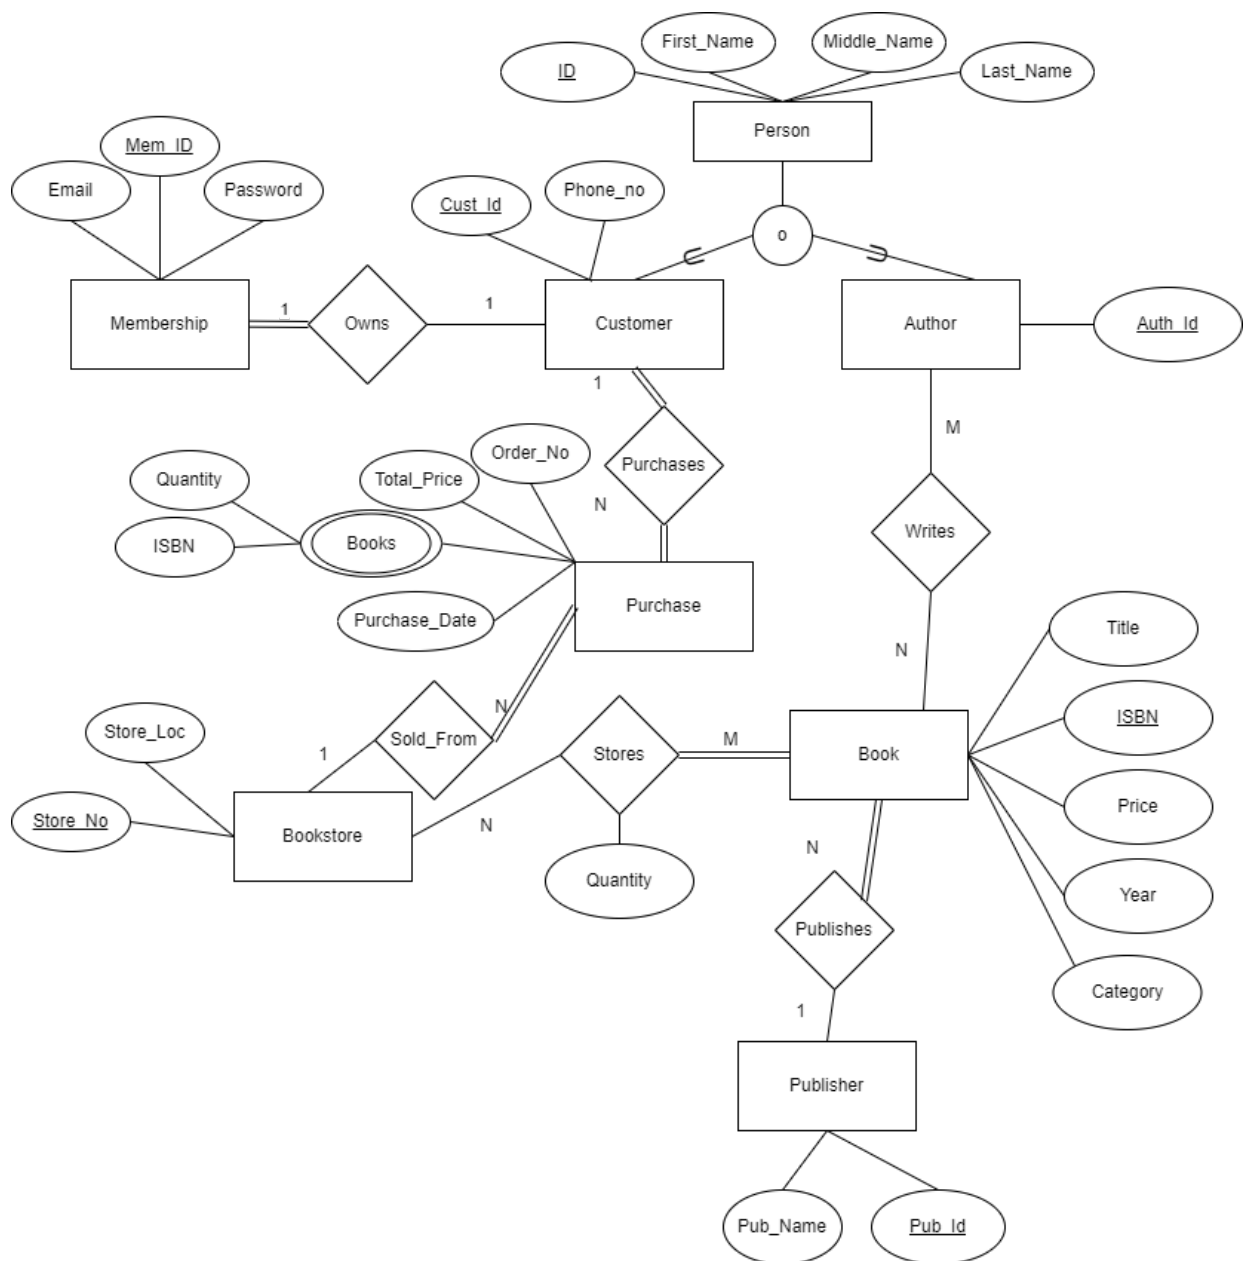 First_Name
Middle_Name
ID
Last_Name
Person
Mem_ID
Email
Password
Cust_Id
Phone_no
o
Membership
1
Owns
1
Customer
Author
Auth_Id
1
M
Order_No
Purchases
Quantity
Total_Price
N
Writes
ISBN
Books
Purchase
Purchase_Date
Title
N
N
ISBN
Store_Loc
Sold_From
1
Stores
M
Book
Store_No
Bookstore
N
Price
N
Quantity
Year
Publishes
Category
1
Publisher
Pub_Name
Pub_Id